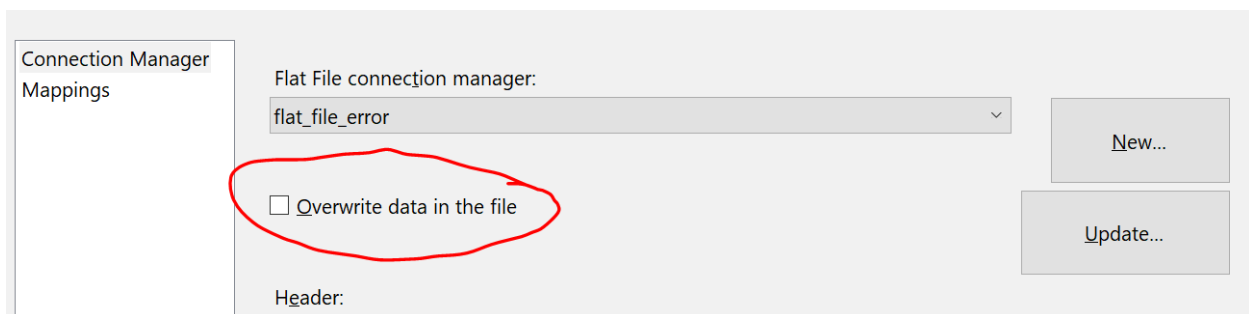 Connection Manager
Mappings
Flat File connection manager:
flat_file_error
New...
Overwrite data in the file
Update...
Header: